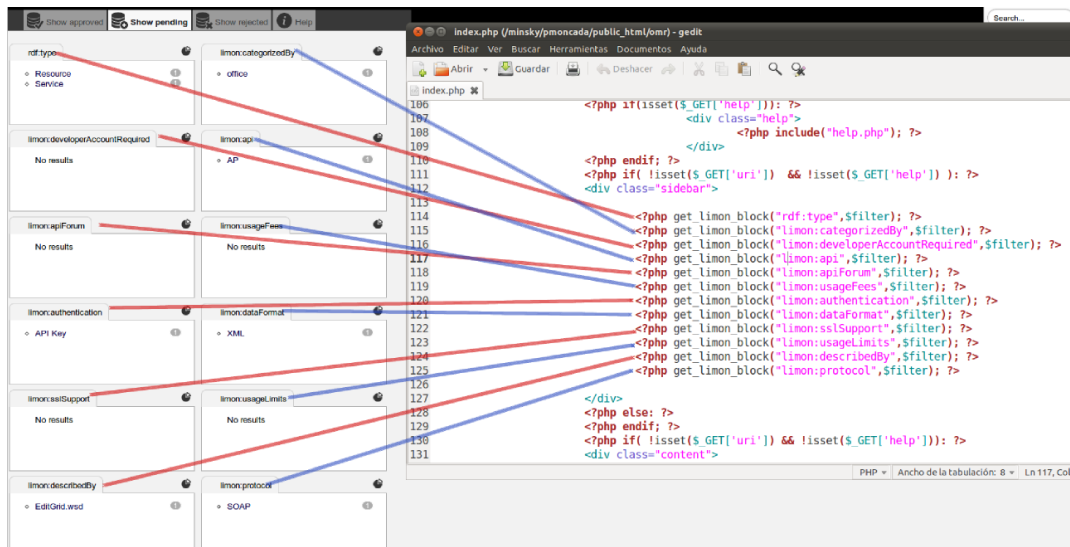 Show approved Show pending Show rejected Help
Search...
rdf:type limon:categorizedBy
Resource 1
Service 1
office 1
limon:developerAccountRequired limon:api
No results
AP 1
limon:apiForum limon:usageFees
No results No results
limon:authentication limon:dataFormat
API Key 1 XML 1
limon:sslSupport limon:usageLimits
No results No results
limon:describedBy limon:protocol
EditGrid.wsd 1 SOAP 1
index.php (/minsky/pmoncada/public_html/omr) - gedit
Archivo Editar Ver Buscar Herramientas Documentos Ayuda
Abrir Guardar Deshacer
index.php
106 <?php if(isset($_GET['help'])): ?>
107 <div class="help">
108 <?php include("help.php"); ?>
109 </div>
110 <?php endif; ?>
111 <?php if( !isset($_GET['uri']) && !isset($_GET['help']) ): ?>
112 <div class="sidebar">
113
114 <?php get_limon_block("rdf:type",$filter); ?>
115 <?php get_limon_block("limon:categorizedBy",$filter); ?>
116 <?php get_limon_block("limon:developerAccountRequired",$filter); ?>
117 <?php get_limon_block("limon:api",$filter); ?>
118 <?php get_limon_block("limon:apiForum",$filter); ?>
119 <?php get_limon_block("limon:usageFees",$filter); ?>
120 <?php get_limon_block("limon:authentication",$filter); ?>
121 <?php get_limon_block("limon:dataFormat",$filter); ?>
122 <?php get_limon_block("limon:sslSupport",$filter); ?>
123 <?php get_limon_block("limon:usageLimits",$filter); ?>
124 <?php get_limon_block("limon:describedBy",$filter); ?>
125 <?php get_limon_block("limon:protocol",$filter); ?>
126
127 </div>
128 <?php else: ?>
129 <?php endif; ?>
130 <?php if( !isset($_GET['uri']) && !isset($_GET['help'])): ?>
131 <div class="content">
PHP Ancho de la tabulación: 8 Ln 117, Col